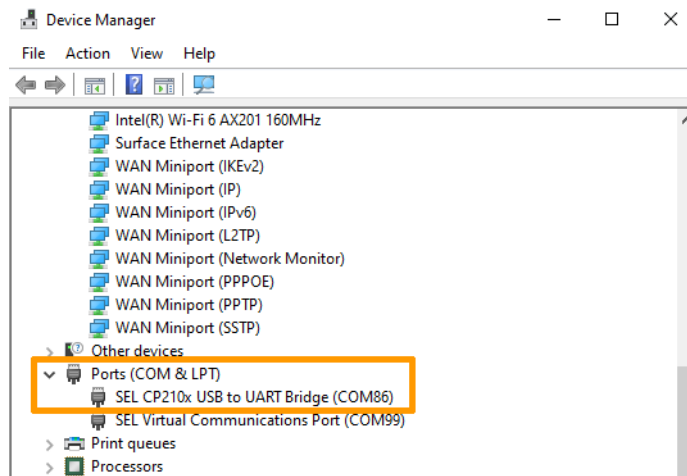 Device Manager
File Action View Help
Intel(R) Wi-Fi 6 AX201 160MHz
Surface Ethernet Adapter
WAN Miniport (IKEv2)
WAN Miniport (IP)
WAN Miniport (IPv6)
WAN Miniport (L2TP)
WAN Miniport (Network Monitor)
WAN Miniport (PPPOE)
WAN Miniport (PPTP)
WAN Miniport (SSTP)
Other devices
Ports (COM & LPT)
SEL CP210x USB to UART Bridge (COM86)
SEL Virtual Communications Port (COM99)
Print queues
Processors